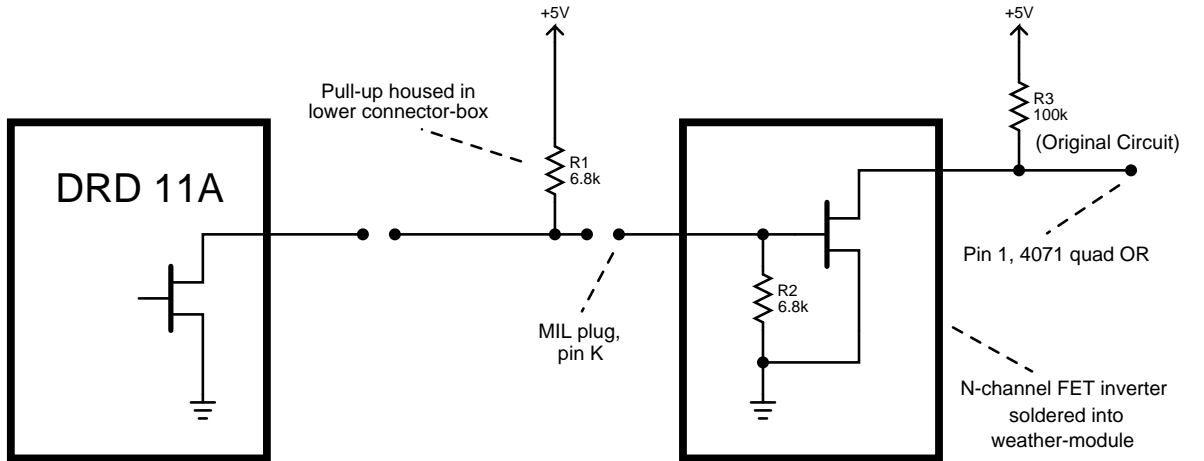 +5V
+5V
Pull-up housed in
lower connector-box
R3
100k
(Original Circuit)
R1
6.8k
DRD 11A
Pin 1, 4071 quad OR
R2
6.8k
MIL plug,
pin K
N-channel FET inverter
soldered into
weather-module